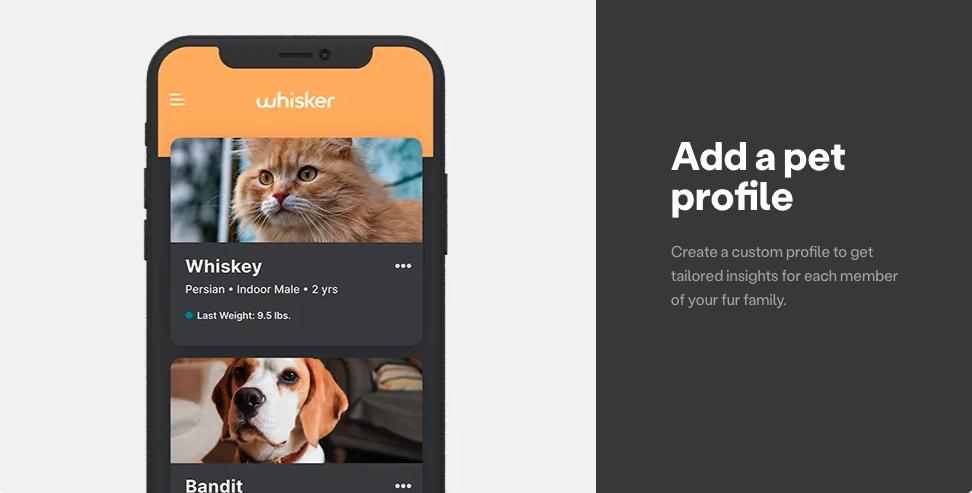 whisker
Whiskey
Persian • Indoor Male • 2 yrs
Last Weight: 9.5 lbs.
Bandit
Add a pet
profile
Create a custom profile to get
tailored insights for each member
of your fur family.